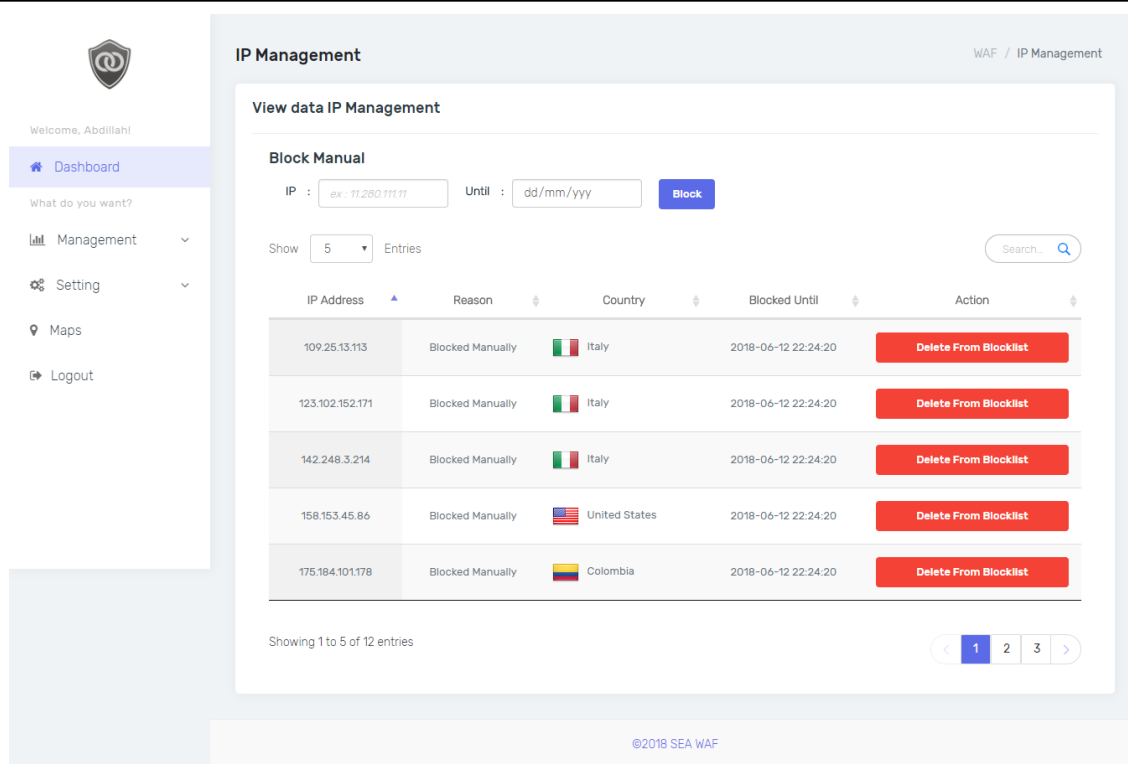 IP Management
WAF / IP Management
View data IP Management
Welcome, Abdillah!
Dashboard
What do you want?
Management
Setting
Maps
Logout
Block Manual
IP : ex : 11.260.111.11 Until : dd/mm/yyy Block
Show 5 Entries Search...
IP Address Reason Country Blocked Until Action
109.25.13.113 Blocked Manually Italy 2018-06-12 22:24:20 Delete From Blocklist
123.102.152.171 Blocked Manually Italy 2018-06-12 22:24:20 Delete From Blocklist
142.248.3.214 Blocked Manually Italy 2018-06-12 22:24:20 Delete From Blocklist
158.153.45.86 Blocked Manually United States 2018-06-12 22:24:20 Delete From Blocklist
175.184.101.178 Blocked Manually Colombia 2018-06-12 22:24:20 Delete From Blocklist
Showing 1 to 5 of 12 entries
1 2 3
©2018 SEA WAF